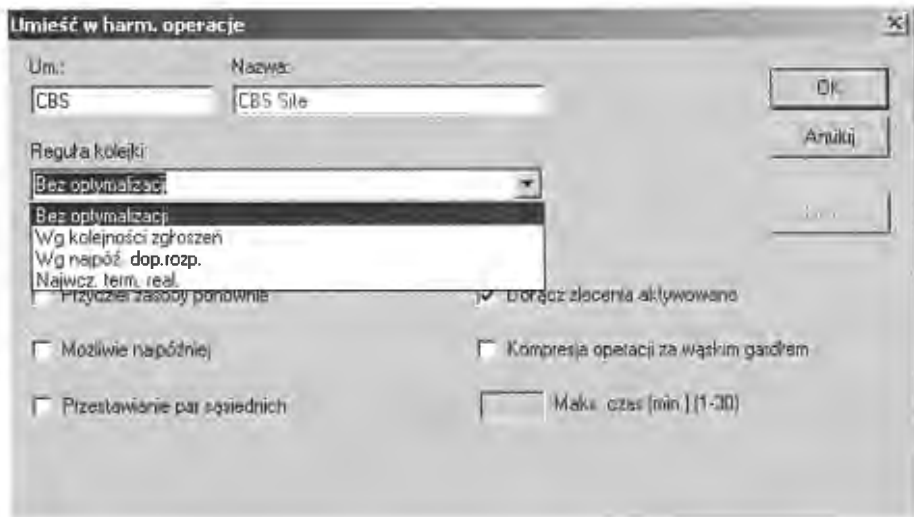 Umieść w harm. operacje
Um.: Nazwa:
CBS CBS Site
OK
Anuluj
Reguła kolejki
Bez optymalizacji
Bez optymalizacji
Wg kolejności zgłoszeń
Wg najpóź. dop.rozp.
Najwcz. term. real.
Przydziel zasoby ponownie Dołącz zlecenia aktywowano
Możliwie najpóźniej Kompresja operacji za wąskim gardłem
Przestawianie par sąsiednich Maks. czas (min.) (1-30)